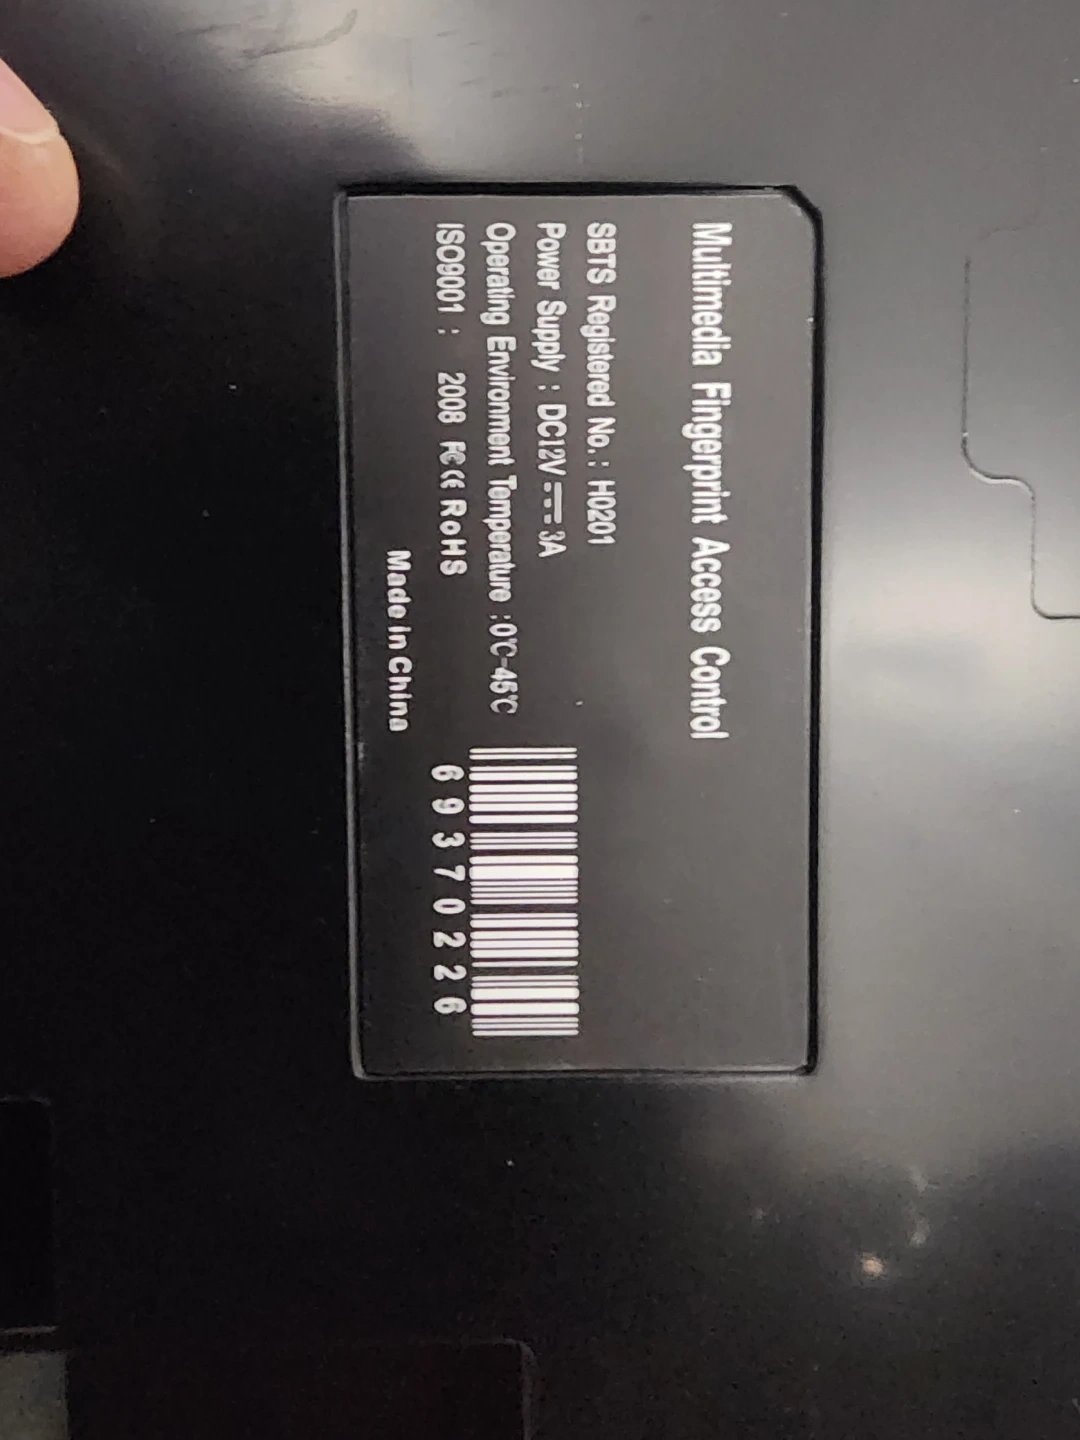 Multimedia Fingerprint Access Control
SBTS Registered No.: H0201
Power Supply : DC12V⎓3A
Operating Environment Temperature :0℃-45℃
ISO9001 : 2008 FC CE RoHS
Made in China
6 9 3 7 0 2 2 6